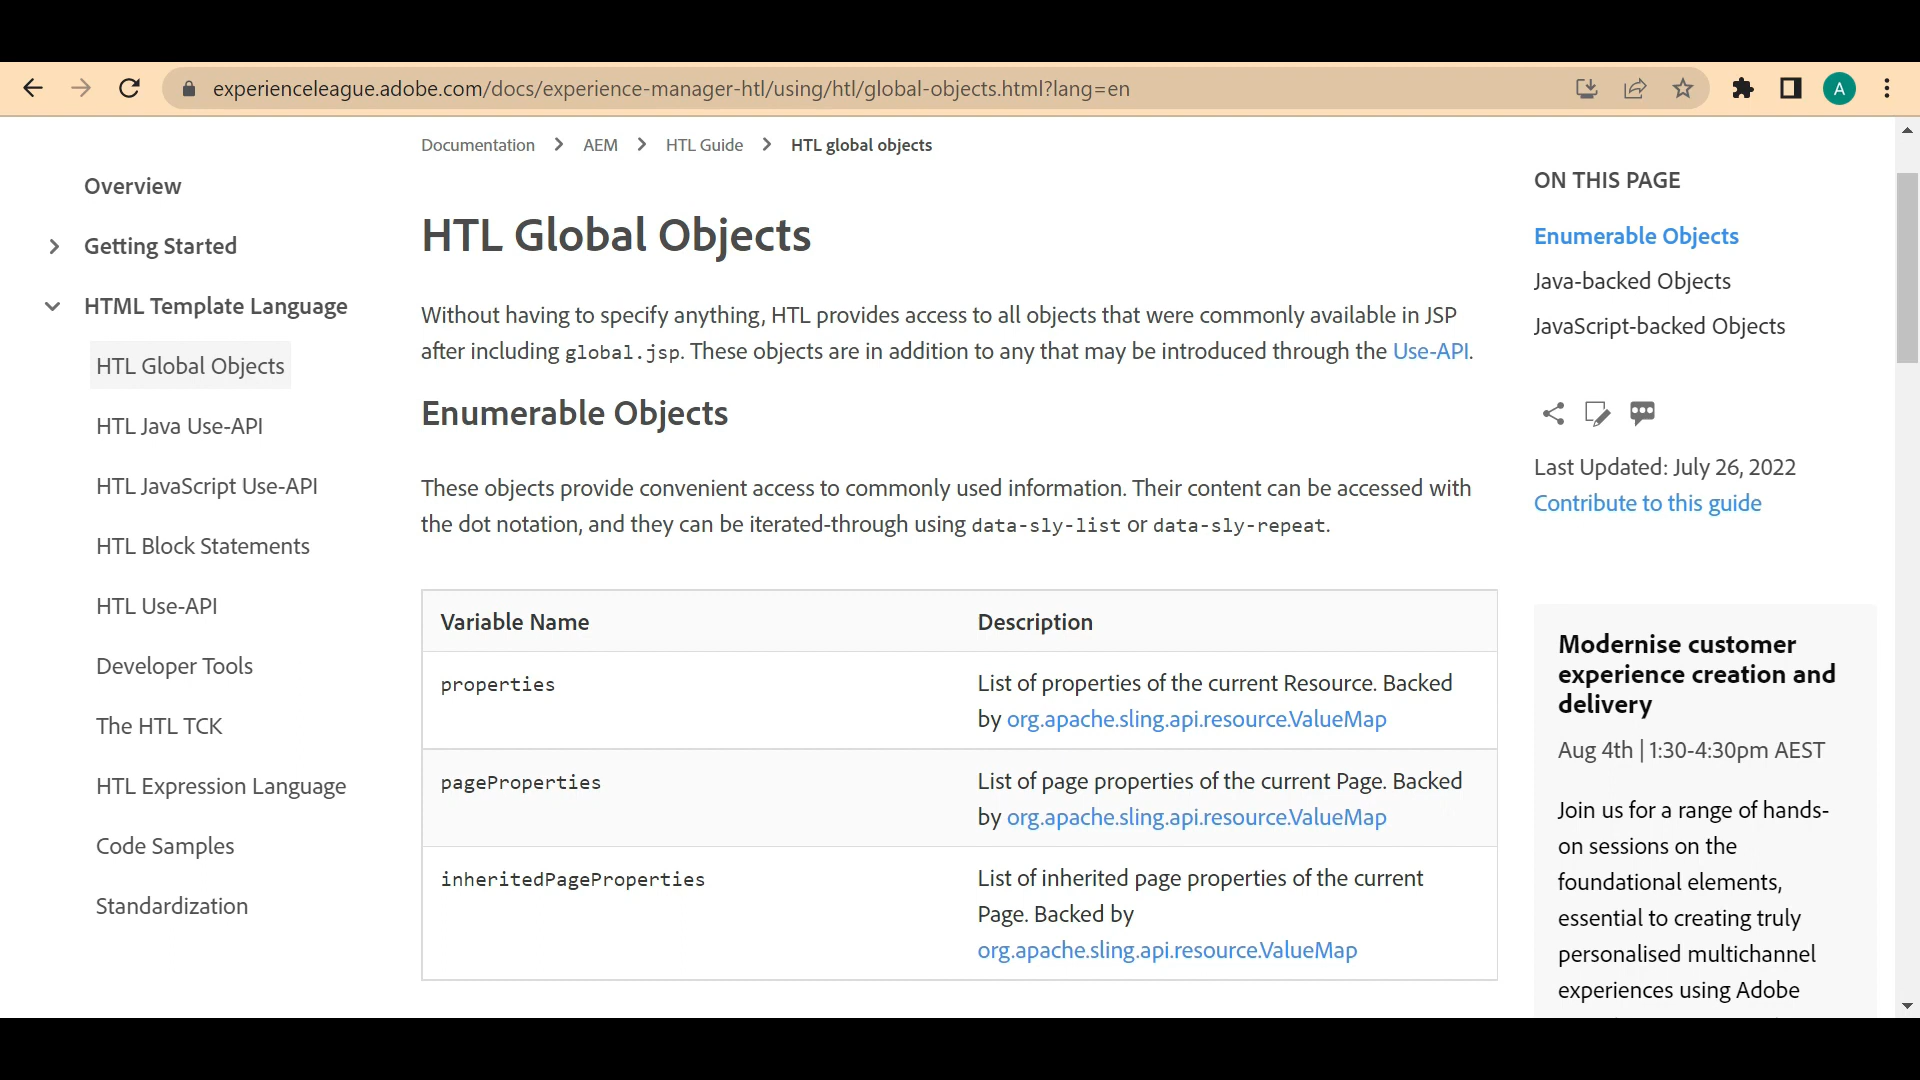 experienceleague.adobe.com/docs/experience-manager-htl/using/htl/global-objects.html?lang=en
A
Documentation > AEM > HTL Guide > HTL global objects
Overview
Getting Started
HTML Template Language
HTL Global Objects
HTL Java Use-API
HTL JavaScript Use-API
HTL Block Statements
HTL Use-API
Developer Tools
The HTL TCK
HTL Expression Language
Code Samples
Standardization
HTL Global Objects
Without having to specify anything, HTL provides access to all objects that were commonly available in JSP
after including global.jsp. These objects are in addition to any that may be introduced through the Use-API.
Enumerable Objects
These objects provide convenient access to commonly used information. Their content can be accessed with
the dot notation, and they can be iterated-through using data-sly-list or data-sly-repeat.
Variable Name Description
properties List of properties of the current Resource. Backed
by org.apache.sling.api.resource.ValueMap
pageProperties List of page properties of the current Page. Backed
by org.apache.sling.api.resource.ValueMap
inheritedPageProperties List of inherited page properties of the current
Page. Backed by
org.apache.sling.api.resource.ValueMap
ON THIS PAGE
Enumerable Objects
Java-backed Objects
JavaScript-backed Objects
Last Updated: July 26, 2022
Contribute to this guide
Modernise customer
experience creation and
delivery
Aug 4th | 1:30-4:30pm AEST
Join us for a range of hands-
on sessions on the
foundational elements,
essential to creating truly
personalised multichannel
experiences using Adobe